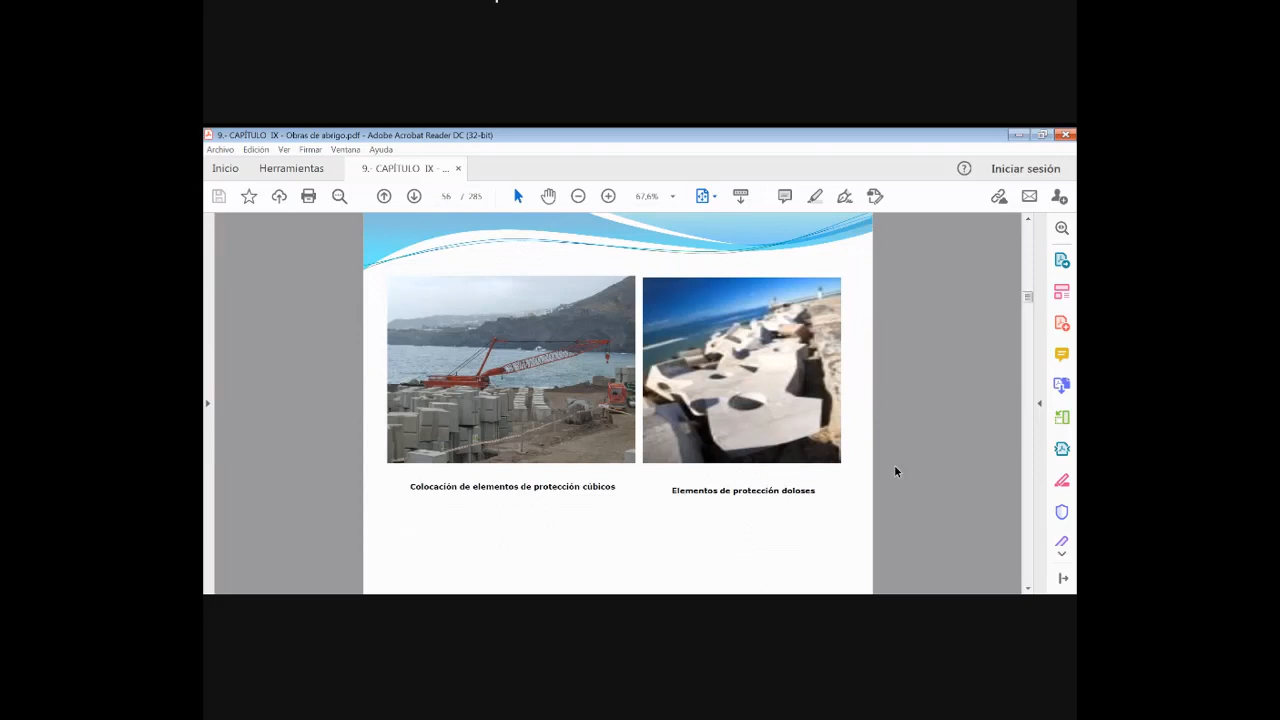 9.- CAPÍTULO IX - Obras de abrigo.pdf - Adobe Acrobat Reader DC (32-bit)
Archivo Edición Ver Firmar Ventana Ayuda
Inicio Herramientas 9.- CAPÍTULO IX - ... × Iniciar sesión
56 / 285 67,6%
Colocación de elementos de protección cúbicos
Elementos de protección doloses